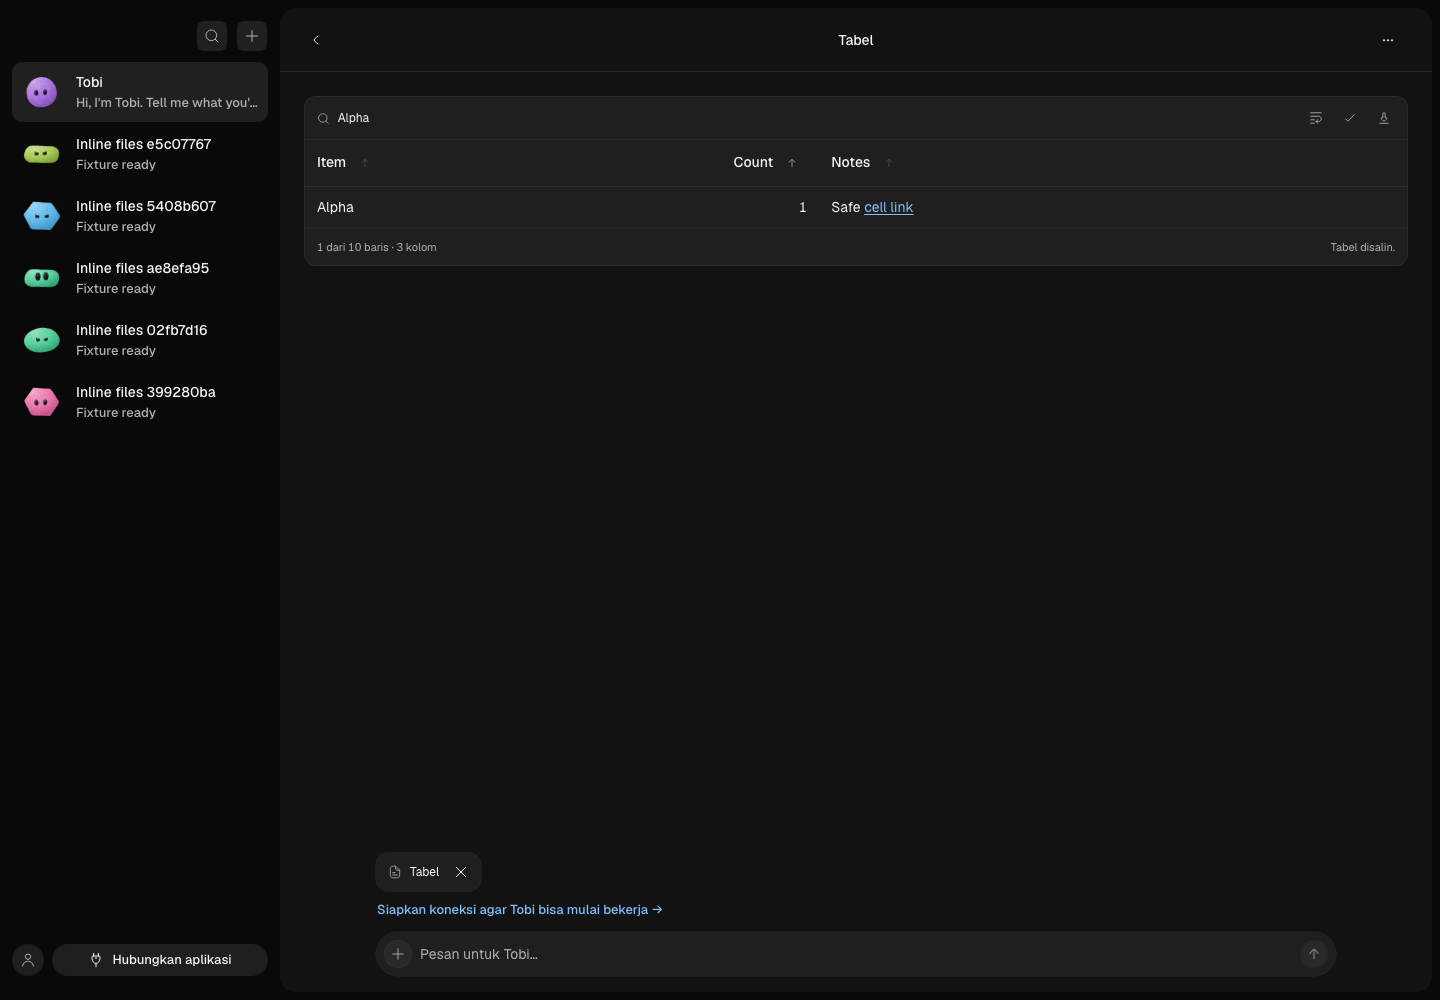 Tobi
Hi, I'm Tobi. Tell me what you'...
Inline files e5c07767
Fixture ready
Inline files 5408b607
Fixture ready
Inline files ae8efa95
Fixture ready
Inline files 02fb7d16
Fixture ready
Inline files 399280ba
Fixture ready
Hubungkan aplikasi
Tabel
Alpha
Item Count Notes
Alpha 1 Safe cell link
1 dari 10 baris · 3 kolom Tabel disalin.
Tabel
Siapkan koneksi agar Tobi bisa mulai bekerja →
Pesan untuk Tobi...